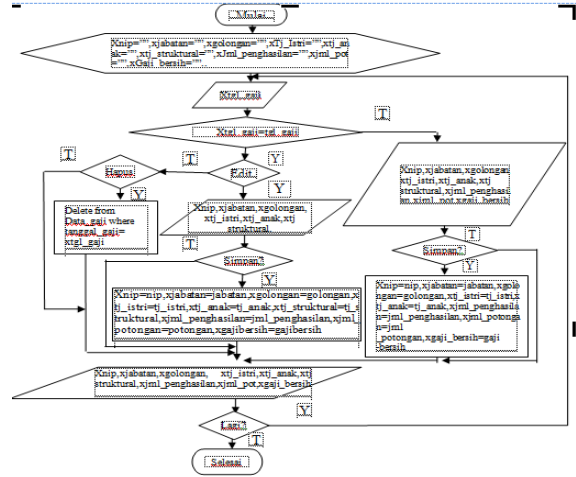 Mulai
Xnip="",xjabatan="",xgolongan="",xTj_Istri="",xtj_an
ak="",xtj_struktural="",xJml_penghasilan="",xjml_pot
="",xGaji_bersih="".
Xtgl_gaji
T
Xtgl_gaji=tgl_gaji
T
Hapus
T
Edit
Y
Y
Y
Delete from
Data_gaji where
tanggal_gaji=
xtgl_gaji
Xnip,xjabatan,xgolongan,
xtj_istri,xtj_anak,xtj
struktural,
T
Simpan?
Y
Xnip=nip,xjabatan=jabatan,xgolongan=golongan,x
tj_istri=tj_istri,xtj_anak=tj_anak,xtj_struktural=tj_s
truktural,xjml_penghasilan=jml_penghasilan,xjml_
potongan=potongan,xgajibersih=gajibersih
Xnip,xjabatan,xgolongan
xtj_istri,xtj_anak,xtj
struktural,xjml_penghasi
an,xjml_pot,xgaji_bersih
T
Simpan?
Y
Xnip=nip,xjabatan=jabatan,xgolo
ngan=golongan,xtj_istri=tj_istri,x
tj_anak=tj_anak,xjml_penghasila
n=jml_penghasilan,xjml_potonga
n=jml
_potongan,xgaji_bersih=gaji
bersih
Xnip,xjabatan,xgolongan, xtj_istri,xtj_anak,xtj
struktural,xjml_penghasilan,xjml_pot,xgaji_bersih
Y
Lagi?
T
Selesai